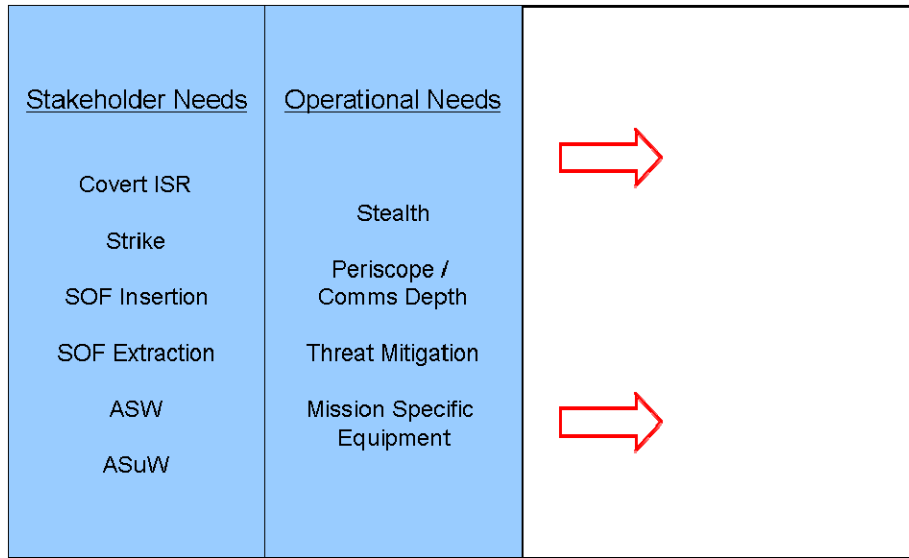 Stakeholder Needs
Covert ISR
Strike
SOF Insertion
SOF Extraction
ASW
ASuW
Operational Needs
Stealth
Periscope /
Comms Depth
Threat Mitigation
Mission Specific
Equipment